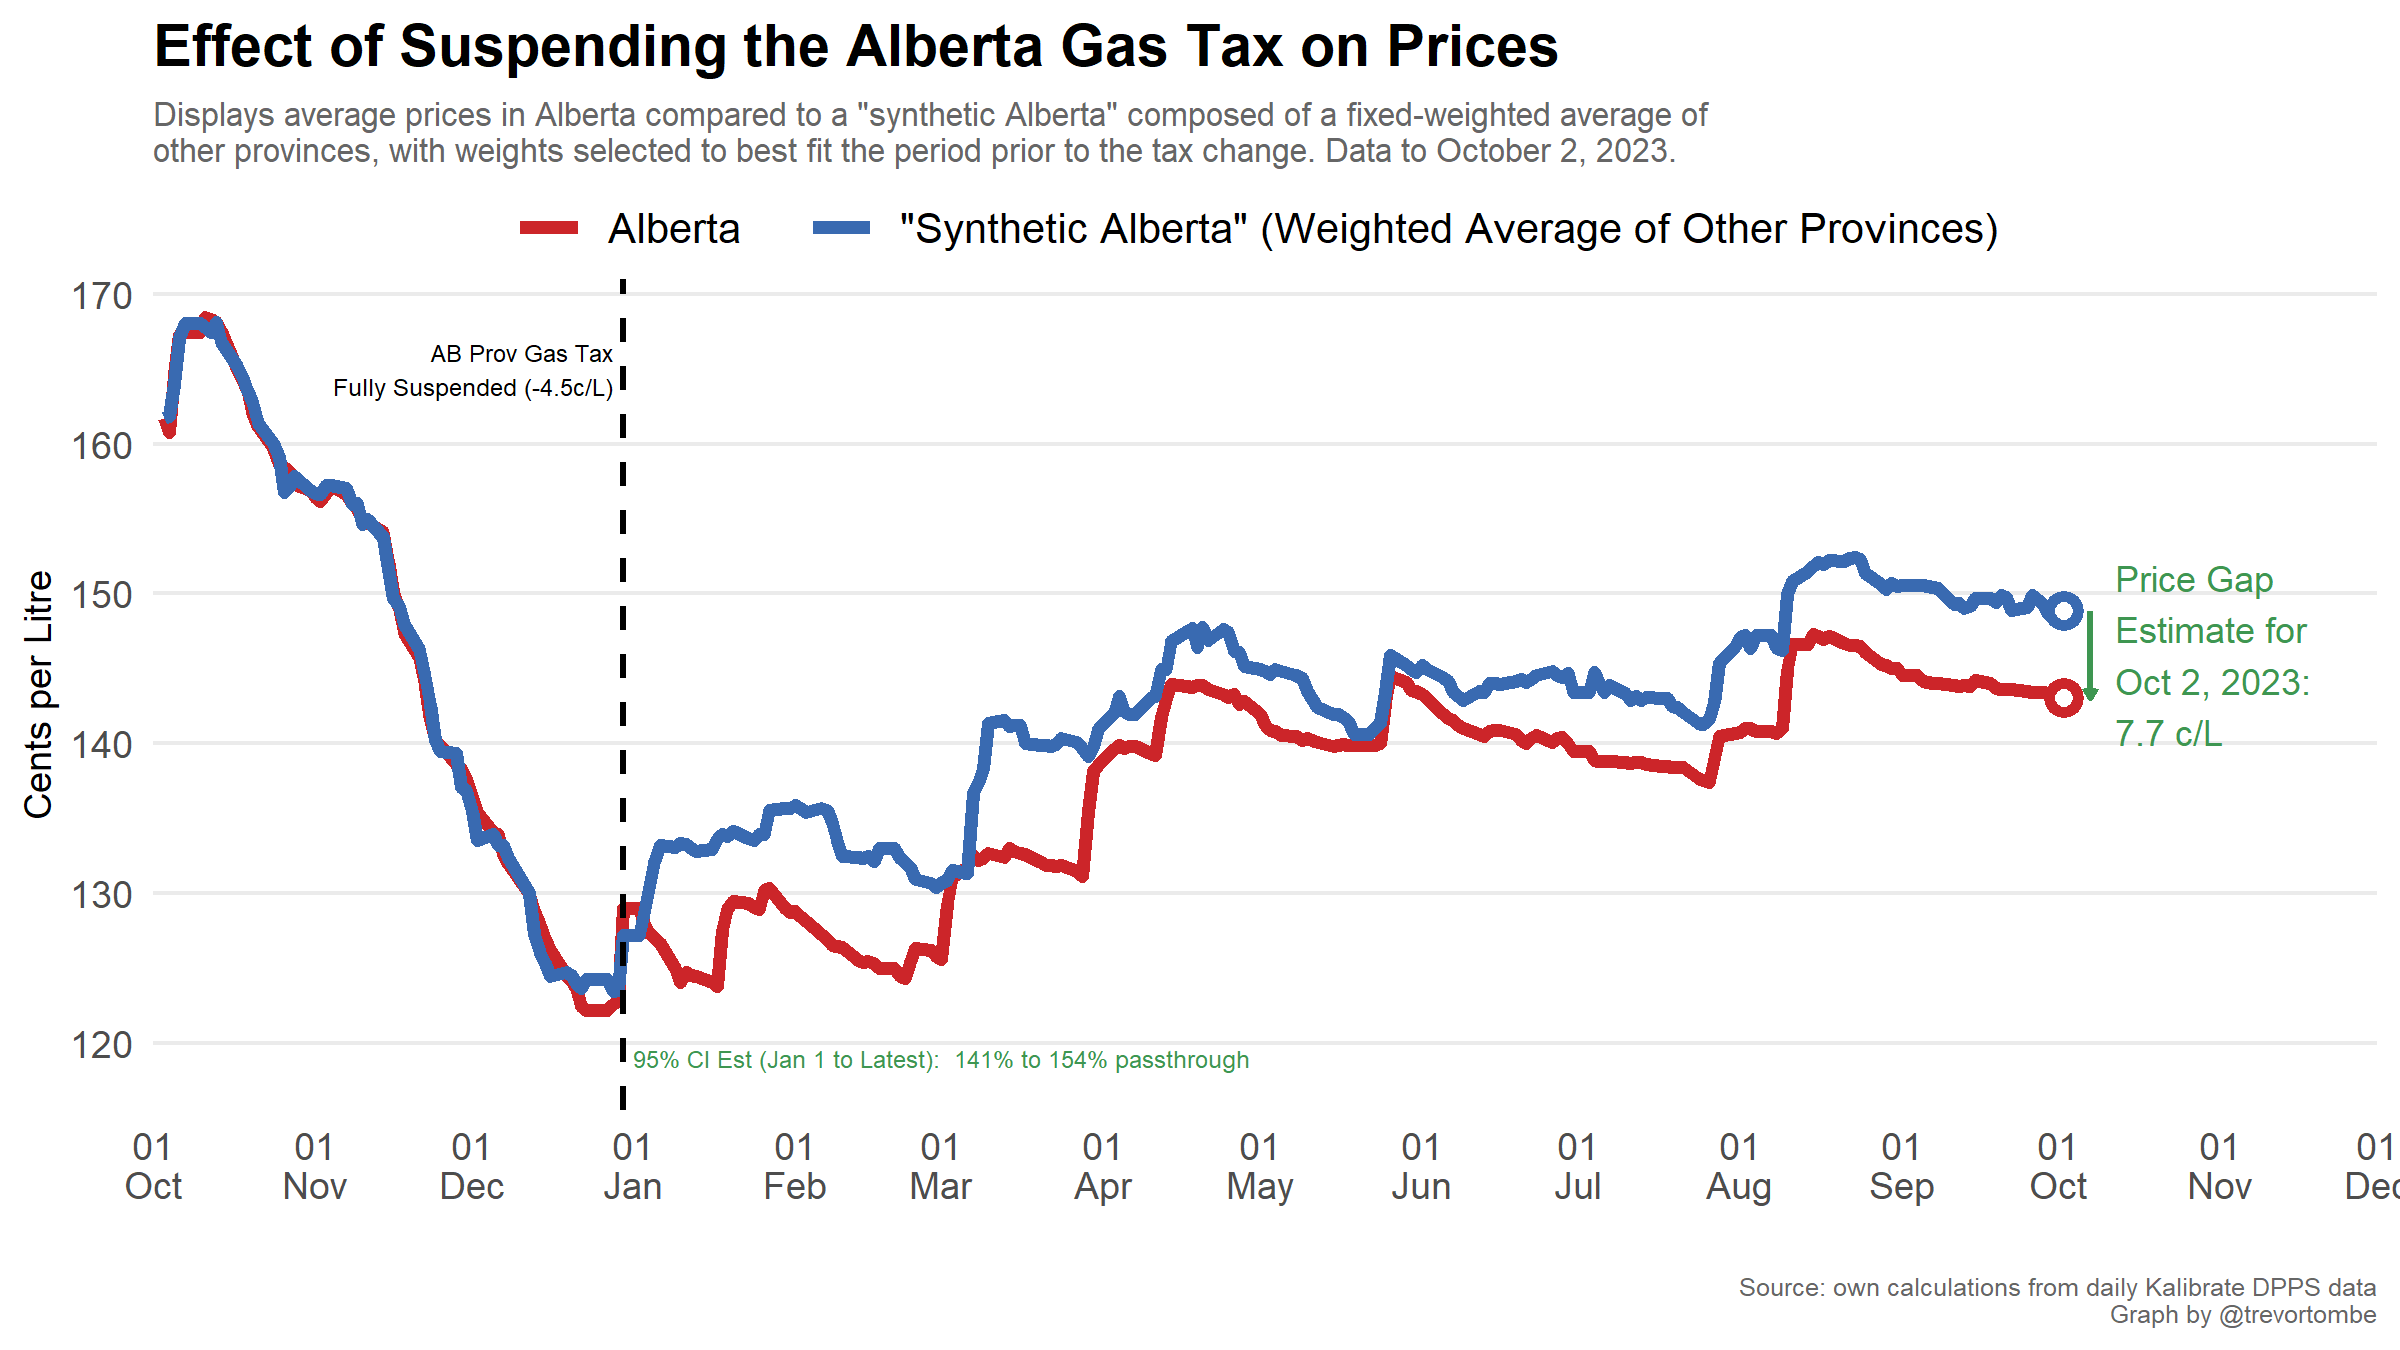 Effect of Suspending the Alberta Gas Tax on Prices
Displays average prices in Alberta compared to a "synthetic Alberta" composed of a fixed-weighted average of
other provinces, with weights selected to best fit the period prior to the tax change. Data to October 2, 2023.
Alberta
"Synthetic Alberta" (Weighted Average of Other Provinces)
Cents per Litre
170
160
150
140
130
120
AB Prov Gas Tax
Fully Suspended (-4.5c/L)
Price Gap
Estimate for
Oct 2, 2023:
7.7 c/L
95% CI Est (Jan 1 to Latest):  141% to 154% passthrough
01 01 01 01 01 01 01 01 01 01 01 01 01 01 01
Oct Nov Dec Jan Feb Mar Apr May Jun Jul Aug Sep Oct Nov Dec
Source: own calculations from daily Kalibrate DPPS data
Graph by @trevortombe